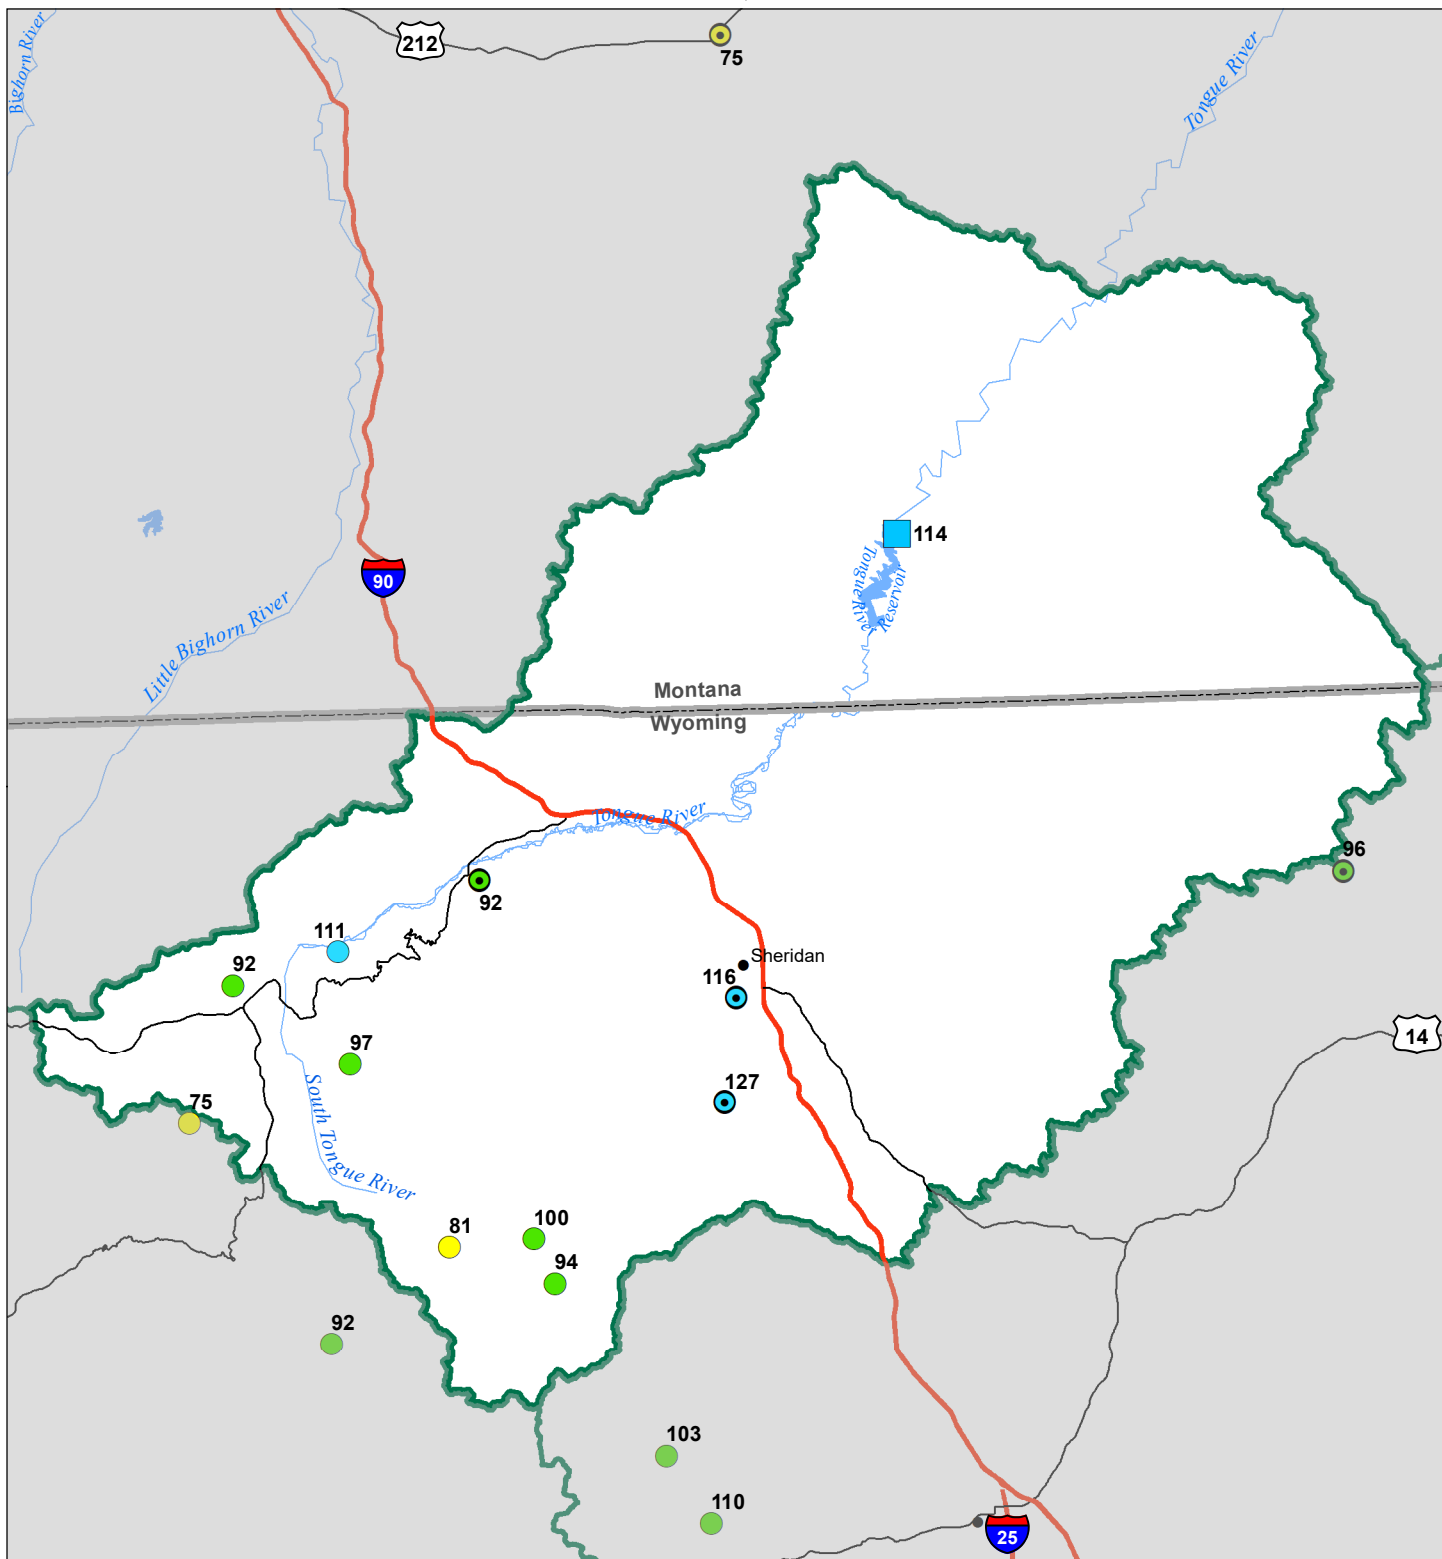 Bighorn River
212
75
Tongue River
114
Tongue River
Reservoir
90
Little Bighorn River
Montana
Wyoming
Tongue River
96
92
111
Sheridan
92
116
14
97
127
75
South Tongue River
81
100
94
92
103
110
25